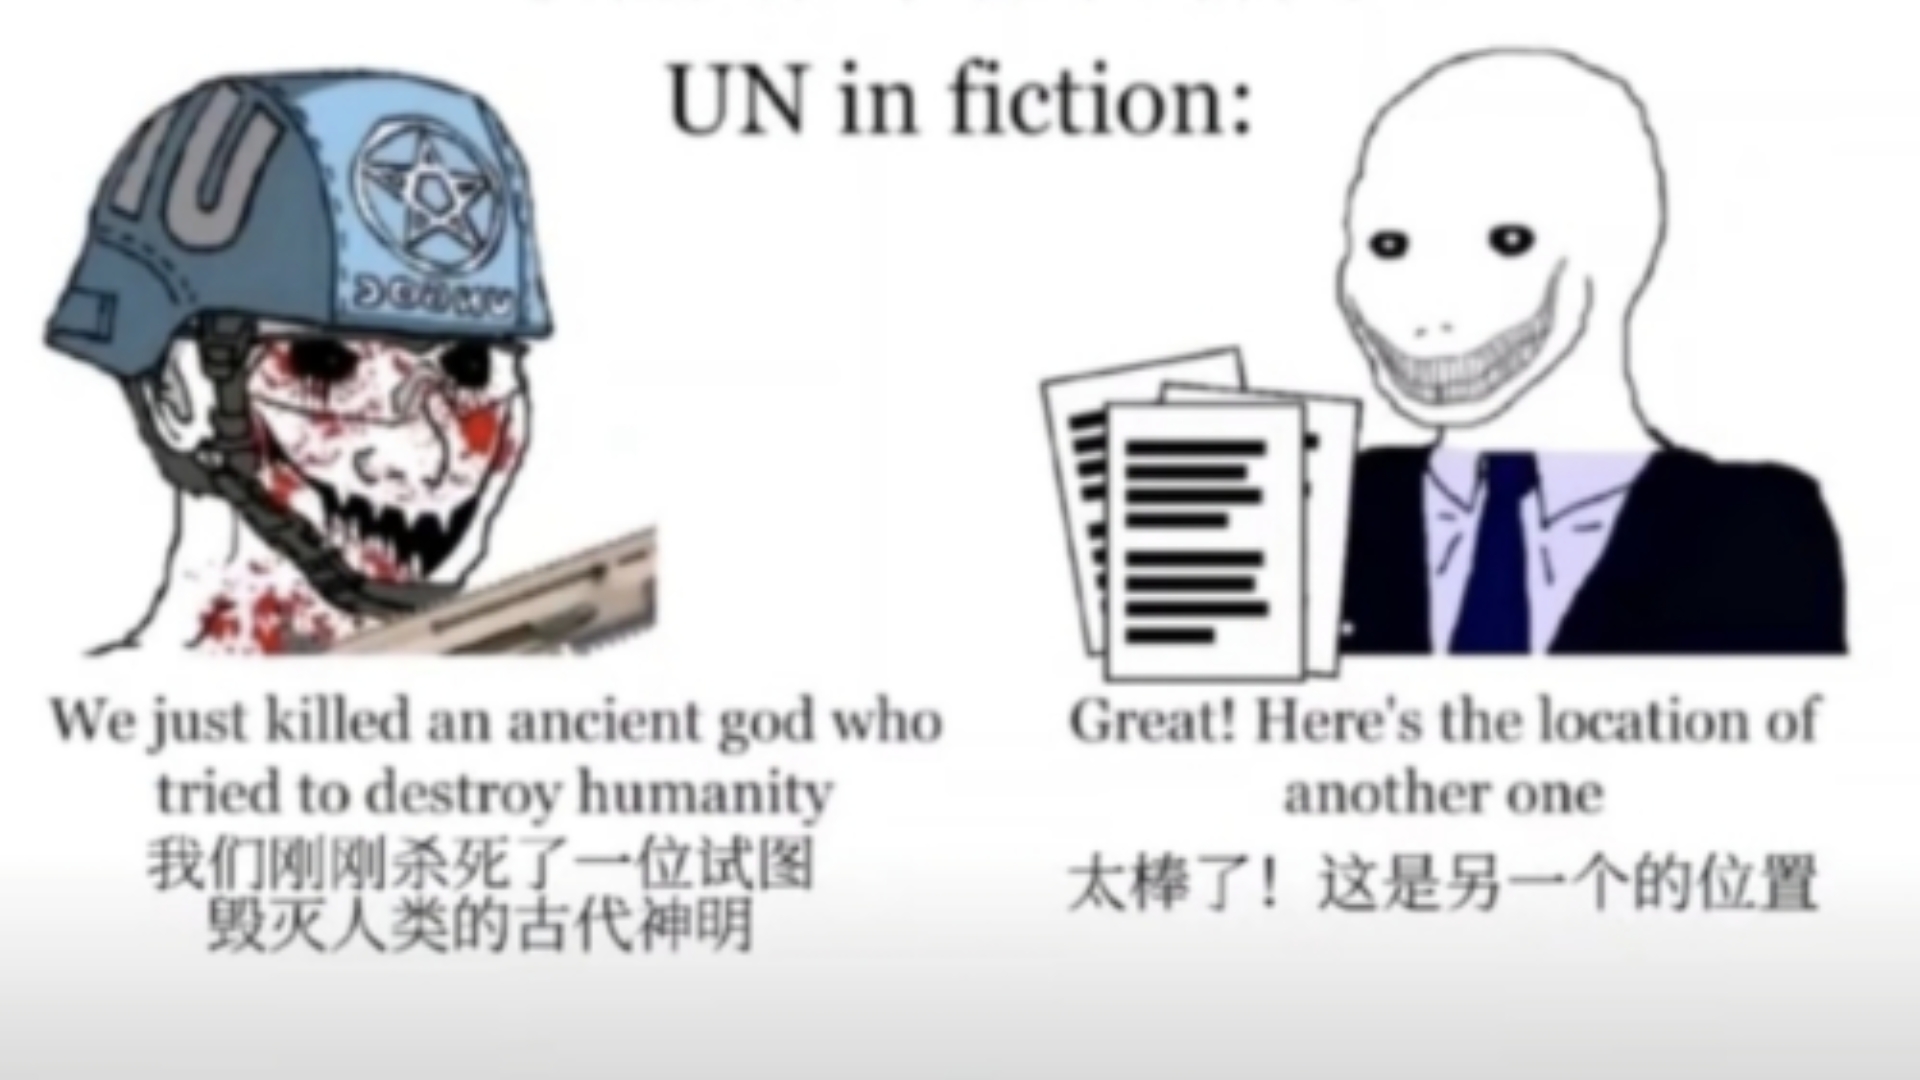 UN in fiction:
We just killed an ancient god who
tried to destroy humanity
我们刚刚杀死了一位试图
毁灭人类的古代神明
Great! Here's the location of
another one
太棒了！这是另一个的位置